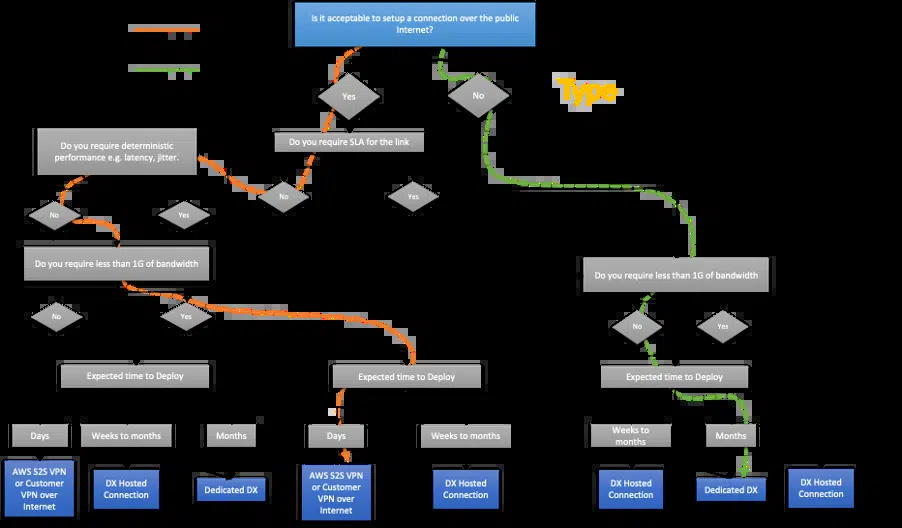 Is it acceptable to setup a connection over the public
Internet?
Type
Yes
No
Do you require SLA for the link
Do you require deterministic
performance e.g. latency, jitter.
No
Yes
No
Yes
Do you require less than 1G of bandwidth
Do you require less than 1G of bandwidth
No
Yes
No
Yes
Expected time to Deploy
Expected time to Deploy
Expected time to Deploy
Days
Weeks to months
Months
Days
Weeks to months
Weeks to
months
Months
AWS S2S VPN
or Customer
VPN over
Internet
DX Hosted
Connection
Dedicated DX
AWS S2S VPN
or Customer
VPN over
Internet
DX Hosted
Connection
DX Hosted
Connection
Dedicated DX
DX Hosted
Connection